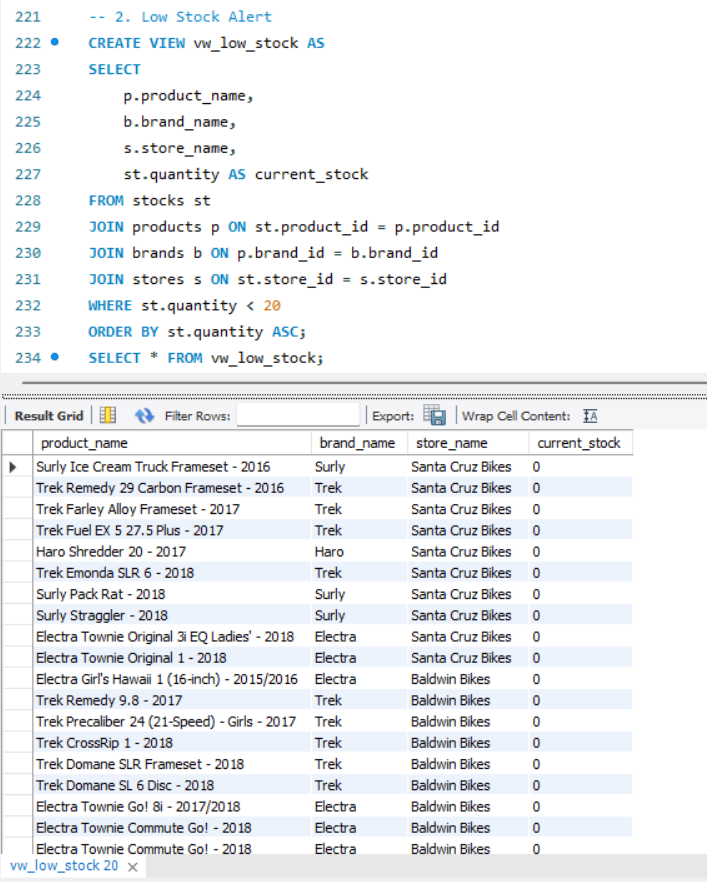 221 -- 2. Low Stock Alert
222 CREATE VIEW vw_low_stock AS
223 SELECT
224 p.product_name,
225 b.brand_name,
226 s.store_name,
227 st.quantity AS current_stock
228 FROM stocks st
229 JOIN products p ON st.product_id = p.product_id
230 JOIN brands b ON p.brand_id = b.brand_id
231 JOIN stores s ON st.store_id = s.store_id
232 WHERE st.quantity < 20
233 ORDER BY st.quantity ASC;
234 SELECT * FROM vw_low_stock;
Result Grid Filter Rows: Export: Wrap Cell Content:
product_name brand_name store_name current_stock
Surly Ice Cream Truck Frameset - 2016 Surly Santa Cruz Bikes 0
Trek Remedy 29 Carbon Frameset - 2016 Trek Santa Cruz Bikes 0
Trek Farley Alloy Frameset - 2017 Trek Santa Cruz Bikes 0
Trek Fuel EX 5 27.5 Plus - 2017 Trek Santa Cruz Bikes 0
Haro Shredder 20 - 2017 Haro Santa Cruz Bikes 0
Trek Emonda SLR 6 - 2018 Trek Santa Cruz Bikes 0
Surly Pack Rat - 2018 Surly Santa Cruz Bikes 0
Surly Straggler - 2018 Surly Santa Cruz Bikes 0
Electra Townie Original 3i EQ Ladies' - 2018 Electra Santa Cruz Bikes 0
Electra Townie Original 1 - 2018 Electra Santa Cruz Bikes 0
Electra Girl's Hawaii 1 (16-inch) - 2015/2016 Electra Baldwin Bikes 0
Trek Remedy 9.8 - 2017 Trek Baldwin Bikes 0
Trek Precaliber 24 (21-Speed) - Girls - 2017 Trek Baldwin Bikes 0
Trek CrossRip 1 - 2018 Trek Baldwin Bikes 0
Trek Domane SLR Frameset - 2018 Trek Baldwin Bikes 0
Trek Domane SL 6 Disc - 2018 Trek Baldwin Bikes 0
Electra Townie Go! 8i - 2017/2018 Electra Baldwin Bikes 0
Electra Townie Commute Go! - 2018 Electra Baldwin Bikes 0
Electra Townie Commute Go! - 2018 Electra Baldwin Bikes 0
vw_low_stock 20